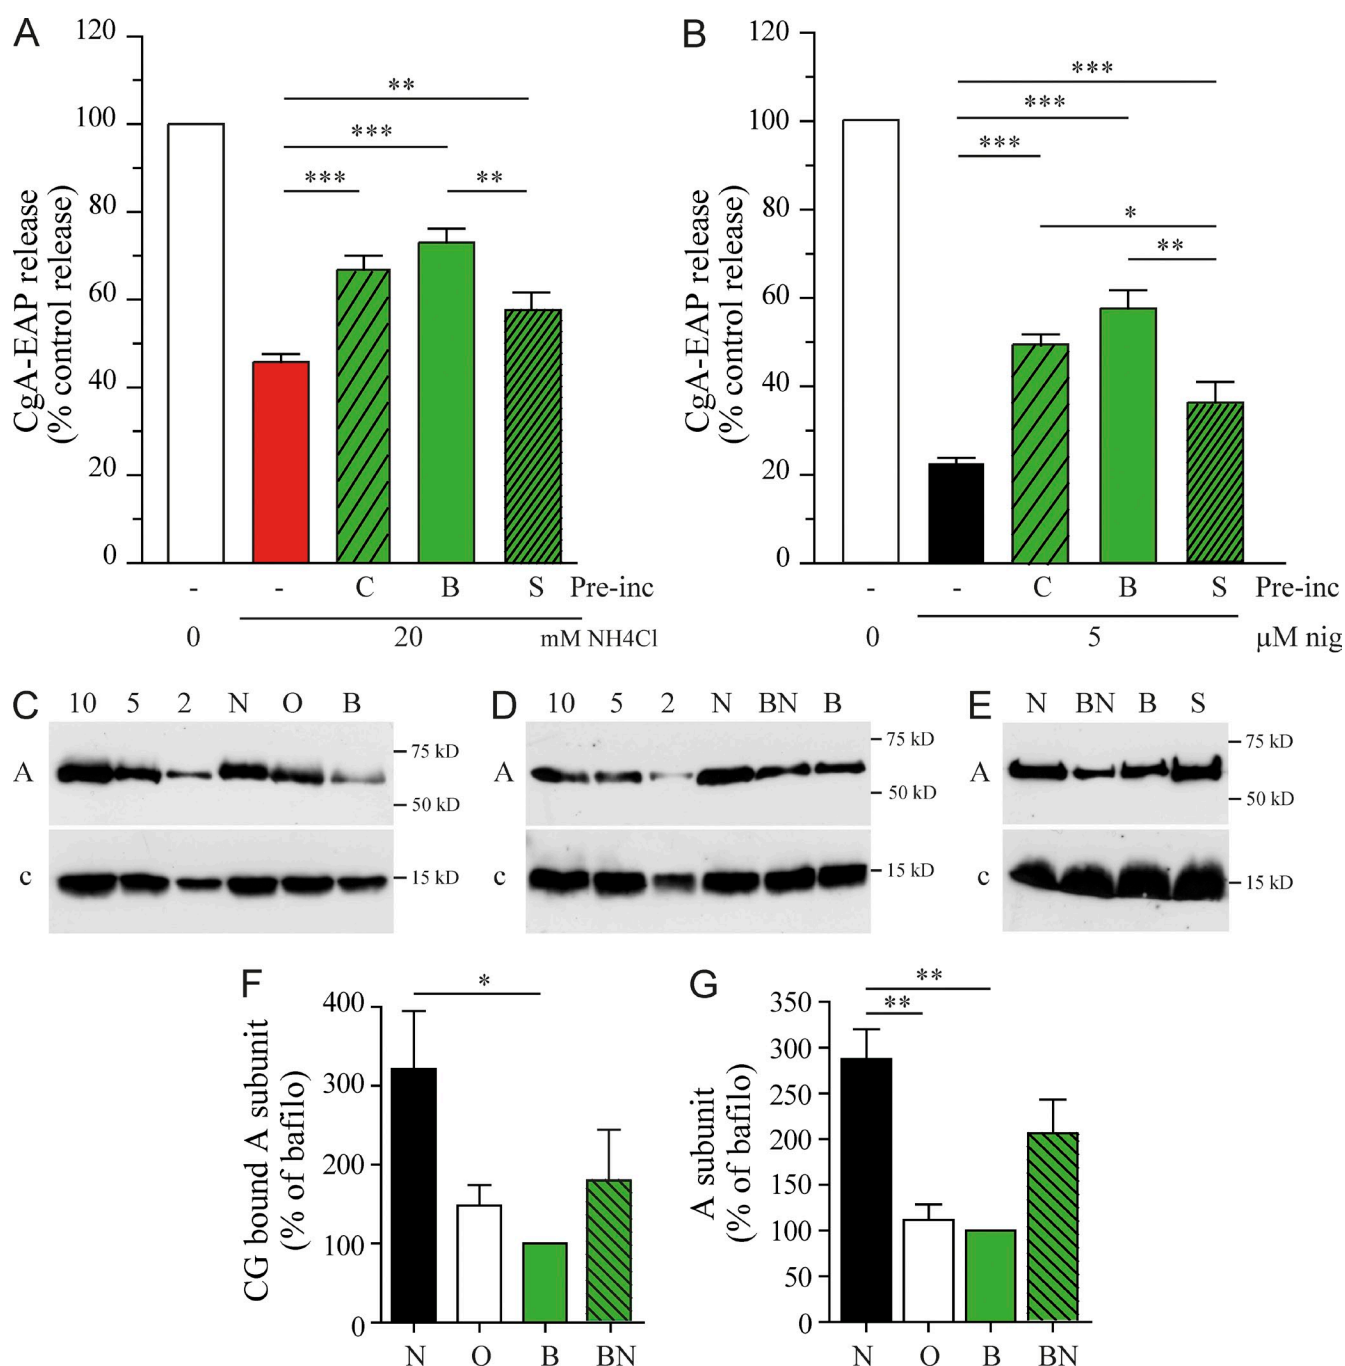 A
120
100
80
60
40
20
0
CgA-EAP release
(% control release)
**
***
*** **
- - C B S Pre-inc
0 20 mM NH4Cl
B
120
100
80
60
40
20
0
CgA-EAP release
(% control release)
***
***
***
*
**
- - C B S Pre-inc
0 5 μM nig
C 10 5 2 N O B
A
75 kD
50 kD
c
15 kD
D 10 5 2 N BN B
A
75 kD
50 kD
c
15 kD
E N BN B S
A
75 kD
50 kD
c
15 kD
F
400
300
200
100
0
CG bound A subunit
(% of bafilo)
*
N O B BN
G
350
300
250
200
150
100
50
0
A subunit
(% of bafilo)
**
**
N O B BN